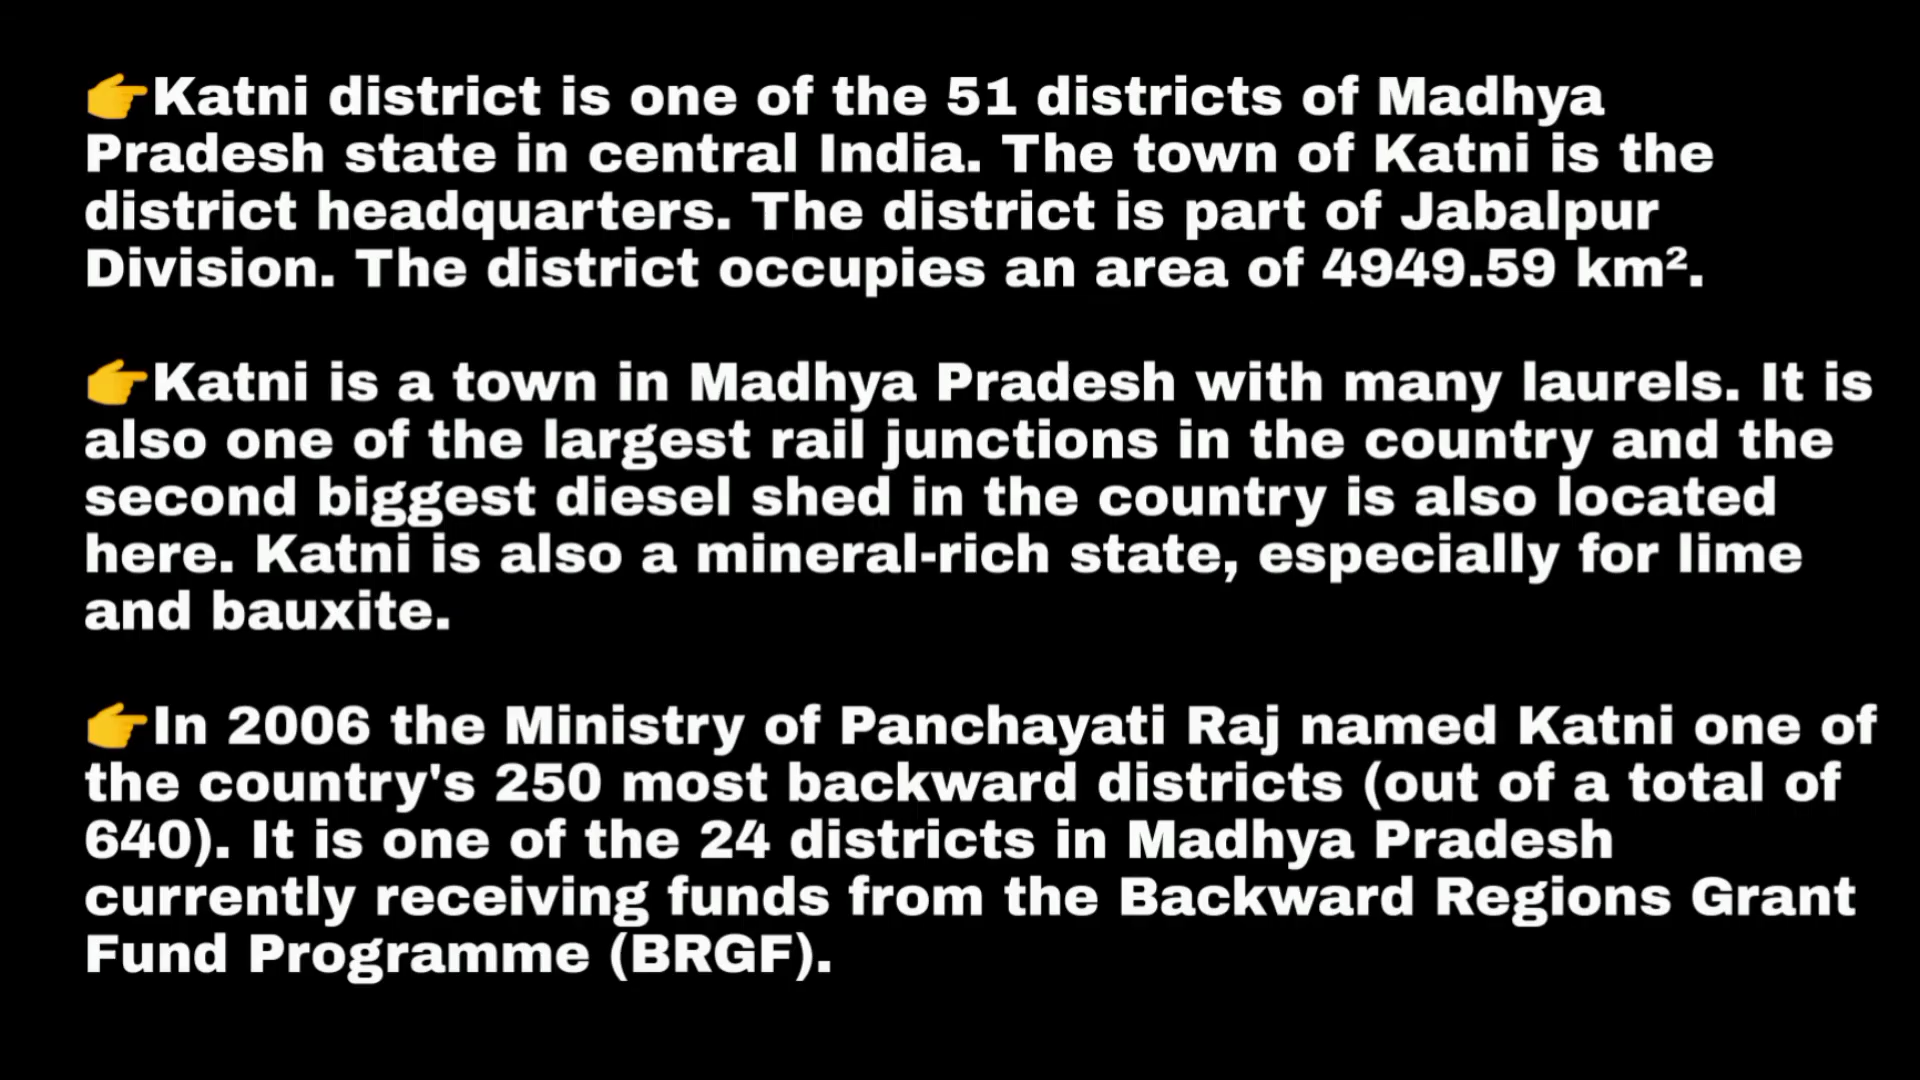 👉Katni district is one of the 51 districts of Madhya
Pradesh state in central India. The town of Katni is the
district headquarters. The district is part of Jabalpur
Division. The district occupies an area of 4949.59 km².
👉Katni is a town in Madhya Pradesh with many laurels. It is
also one of the largest rail junctions in the country and the
second biggest diesel shed in the country is also located
here. Katni is also a mineral-rich state, especially for lime
and bauxite.
👉In 2006 the Ministry of Panchayati Raj named Katni one of
the country's 250 most backward districts (out of a total of
640). It is one of the 24 districts in Madhya Pradesh
currently receiving funds from the Backward Regions Grant
Fund Programme (BRGF).